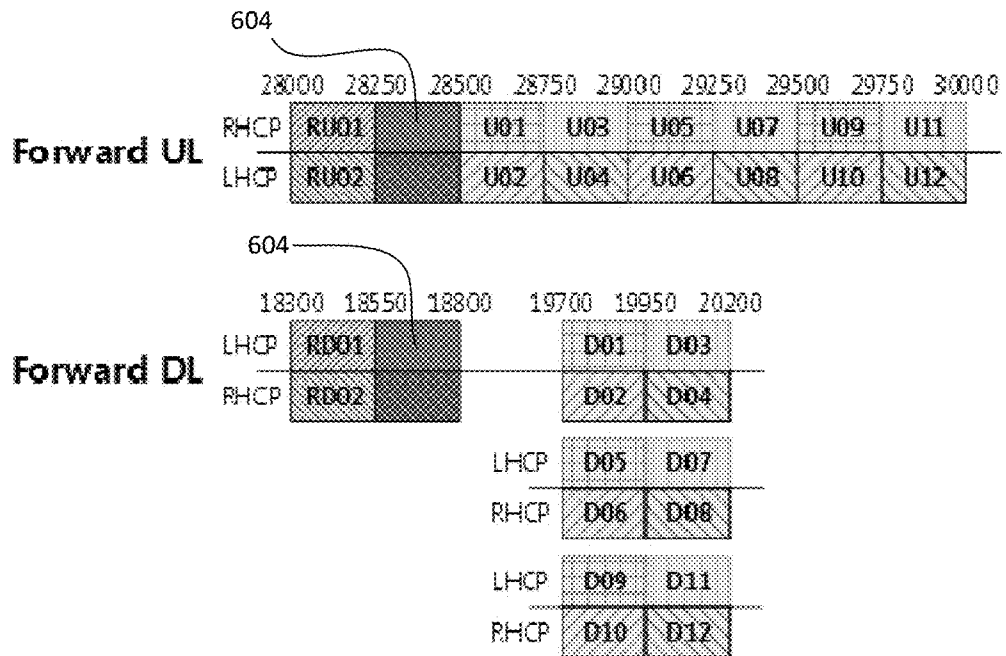 604
28000 28250 28500 28750 29000 29250 29500 29750 30000
Forward UL
RHCP RU01 U01 U03 U05 U07 U09 U11
LHCP RU02 U02 U04 U06 U08 U10 U12
604
18300 18550 18800 19700 19950 20200
Forward DL
LHCP RD01 D01 D03
RHCP RD02 D02 D04
LHCP D05 D07
RHCP D06 D08
LHCP D09 D11
RHCP D10 D12